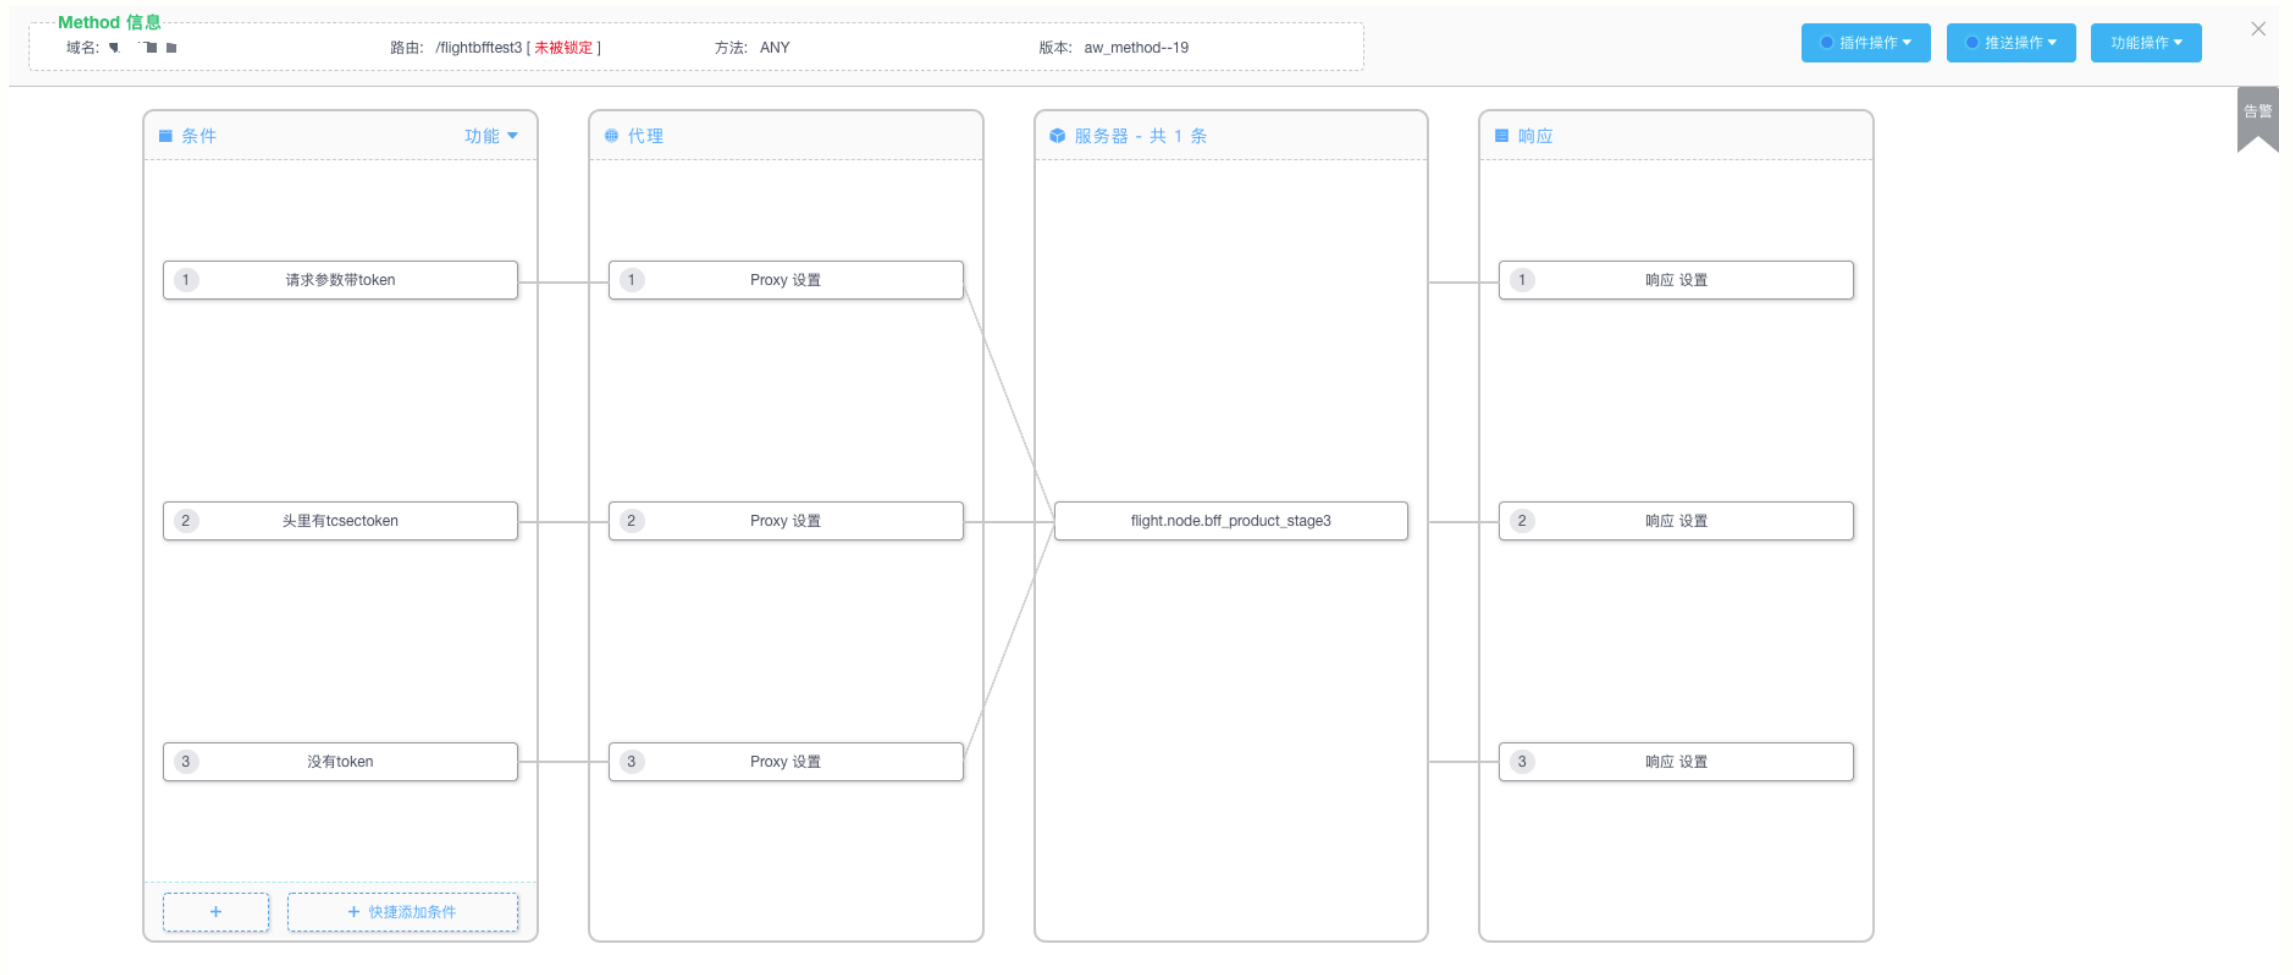 Method 信息
域名:
路由: /flightbfftest3 [ 未被锁定 ]
方法: ANY
版本: aw_method--19
插件操作
推送操作
功能操作
告警
条件
功能
代理
服务器 - 共 1 条
响应
1 请求参数带token
1 Proxy 设置
1 响应 设置
2 头里有tcsectoken
2 Proxy 设置
flight.node.bff_product_stage3
2 响应 设置
3 没有token
3 Proxy 设置
3 响应 设置
+
+ 快捷添加条件